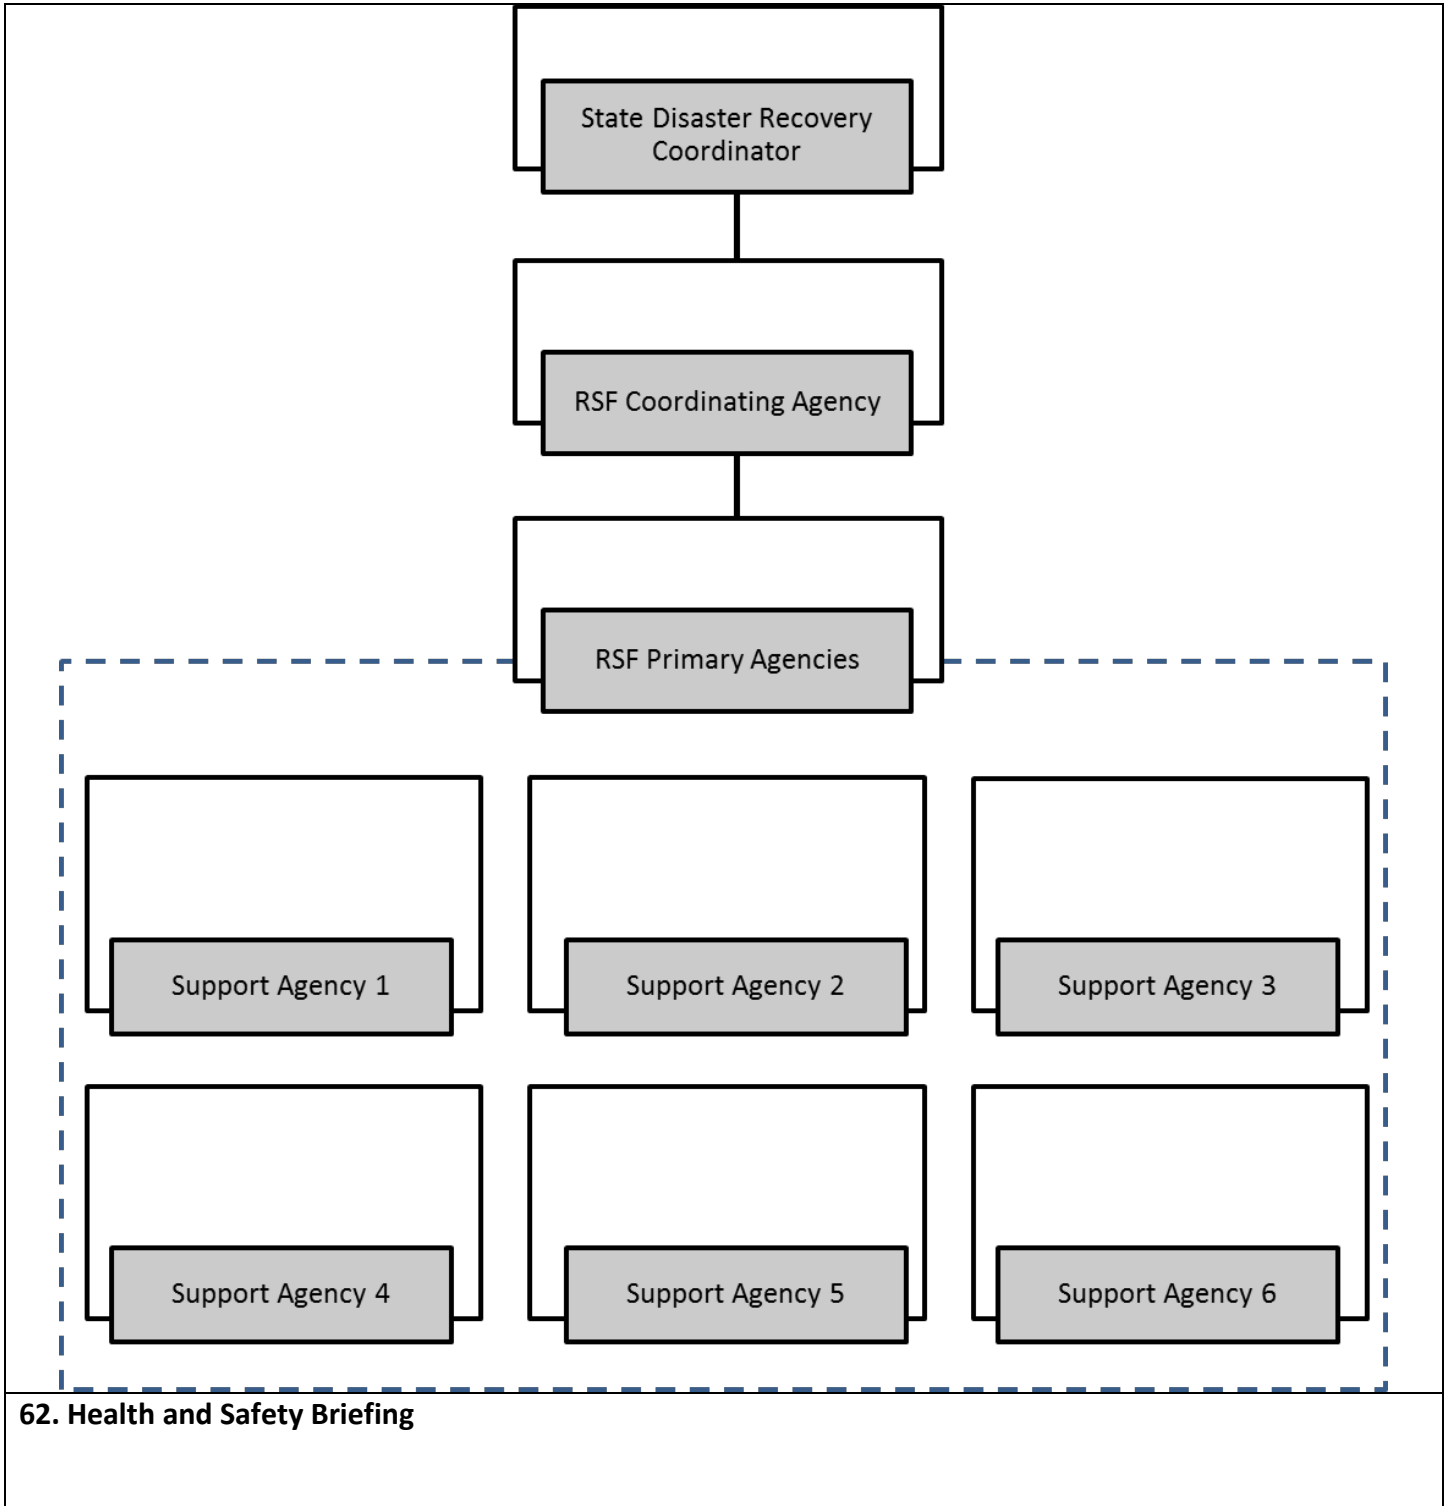 State Disaster Recovery
Coordinator
RSF Coordinating Agency
RSF Primary Agencies
Support Agency 1
Support Agency 2
Support Agency 3
Support Agency 4
Support Agency 5
Support Agency 6
62. Health and Safety Briefing